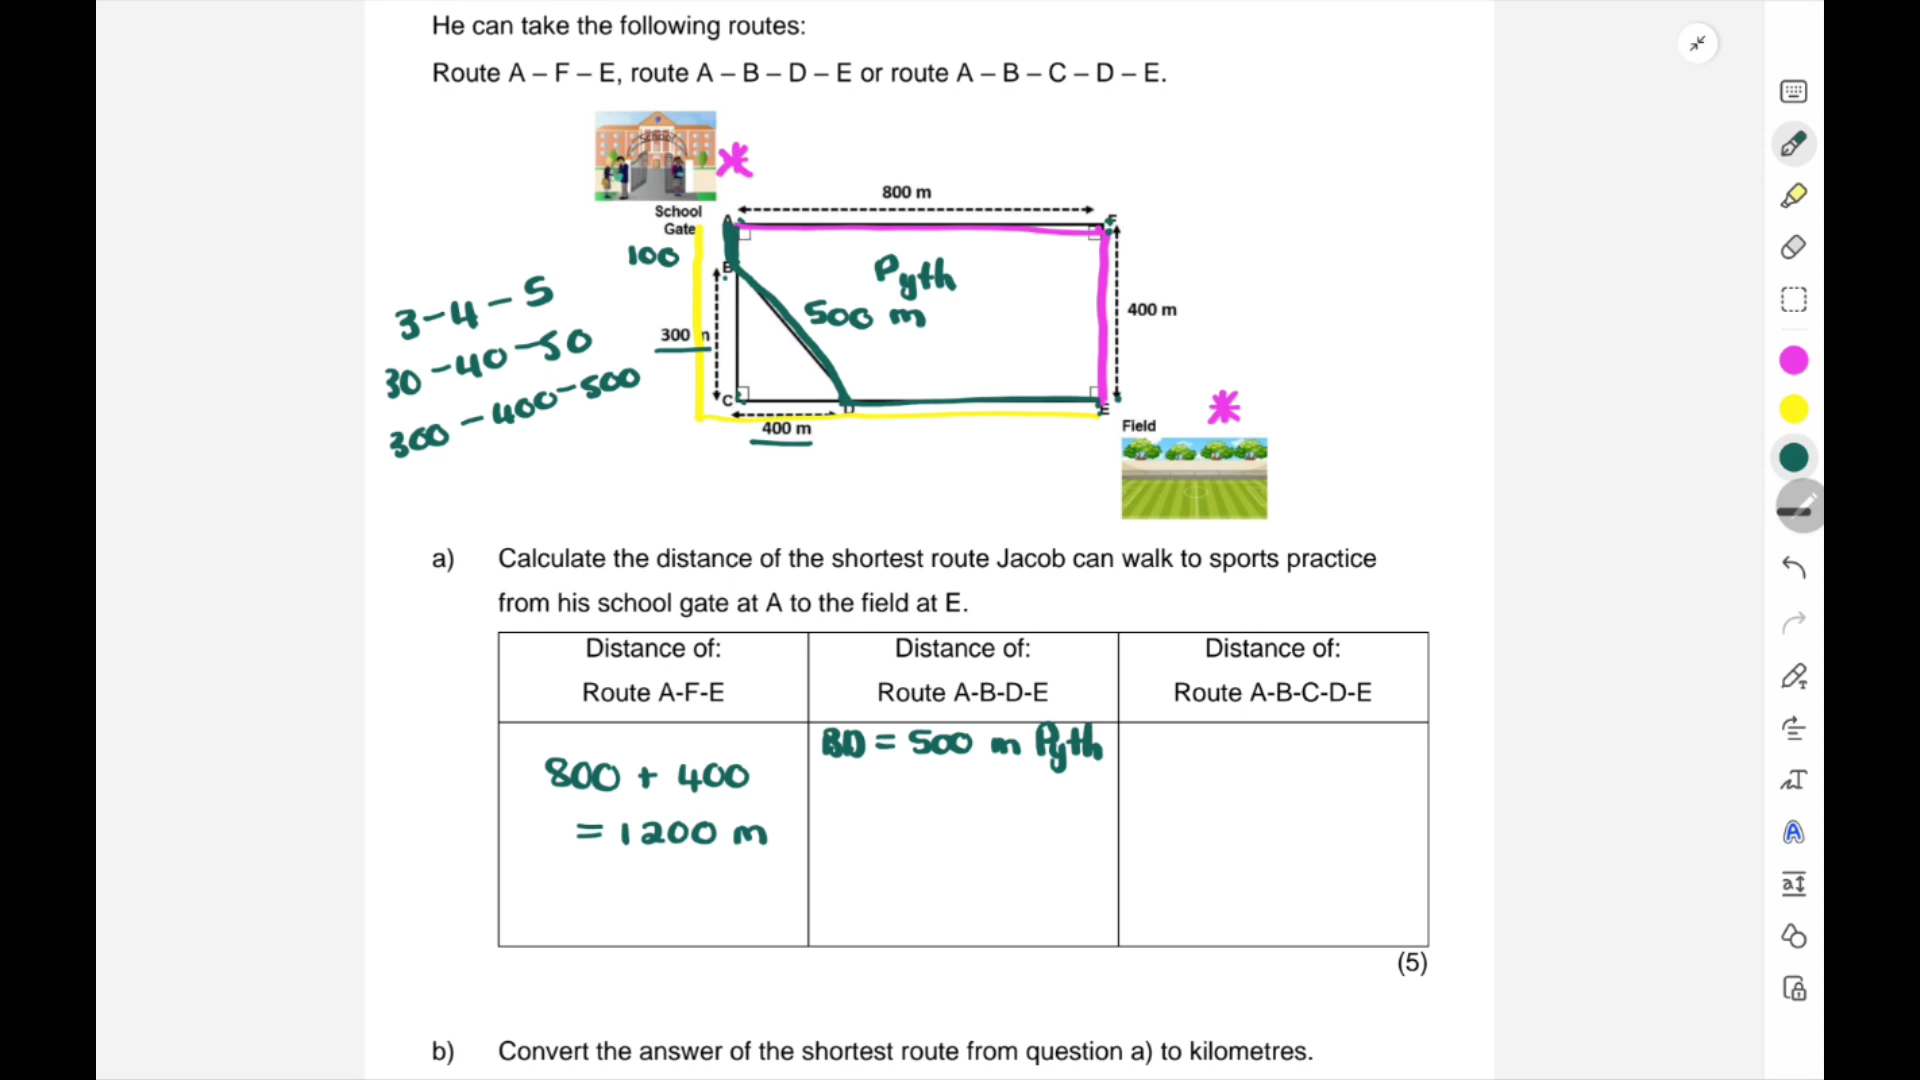 He can take the following routes:
Route A – F – E, route A – B – D – E or route A – B – C – D – E.
SCHOOL
800 m
School
Gate
A
F
100
B
Pyth
500 m
400 m
3-4-5
300 m
30-40-50
300-400-500
C
D
E
400 m
Field
a) Calculate the distance of the shortest route Jacob can walk to sports practice
from his school gate at A to the field at E.
Distance of:
Route A-F-E
Distance of:
Route A-B-D-E
Distance of:
Route A-B-C-D-E
800 + 400
= 1200 m
BD = 500 m Pyth
(5)
b) Convert the answer of the shortest route from question a) to kilometres.